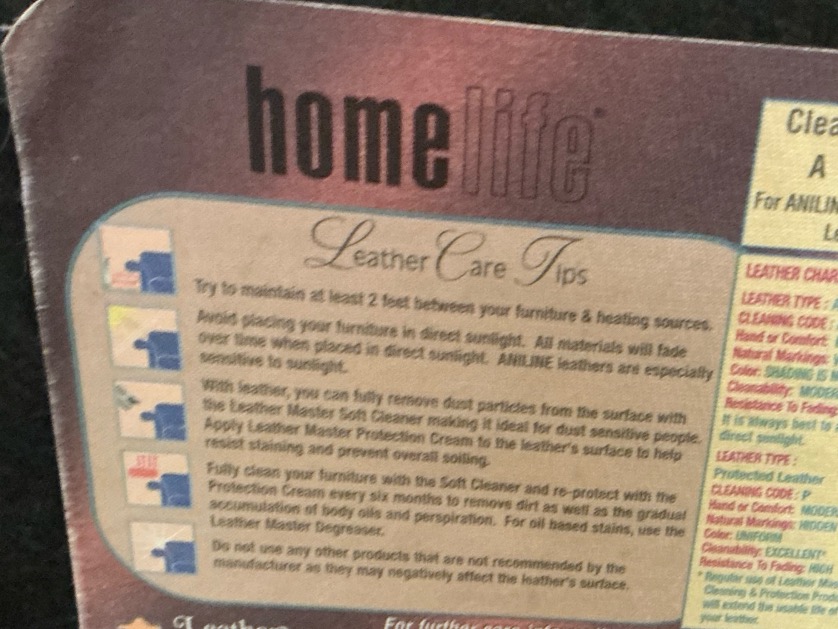 homelife
Leather Care Tips
Try to maintain at least 2 feet between your furniture & heating sources.
Avoid placing your furniture in direct sunlight. All materials will fade
over time when placed in direct sunlight. ANILINE leathers are especially
sensitive to sunlight.
With leather, you can fully remove dust particles from the surface with
the Leather Master Soft Cleaner making it ideal for dust sensitive people.
Apply Leather Master Protection Cream to the leather's surface to help
resist staining and prevent overall soiling.
Fully clean your furniture with the Soft Cleaner and re-protect with the
Protection Cream every six months to remove dirt as well as the gradual
accumulation of body oils and perspiration. For oil based stains, use the
Leather Master Degreaser.
Do not use any other products that are not recommended by the
manufacturer as they may negatively affect the leather's surface.
For further care
Clea
A
For ANILIN
Le
LEATHER CHAR
LEATHER TYPE :
CLEANING CODE :
Hand or Comfort:
Natural Markings:
Color: SHADING IS N
Cleanability: MODE
Resistance To Fading:
It is always best to a
direct sunlight.
LEATHER TYPE :
Protected Leather
CLEANING CODE : P
Hand or Comfort: MODER
Natural Markings: HIDDEN
Color: UNIFORM
Cleanability: EXCELLENT*
Resistance To Fading: HIGH
* Regular use of Leather Mas
Cleaning & Protection Produ
will extend the usable life of
your leather.